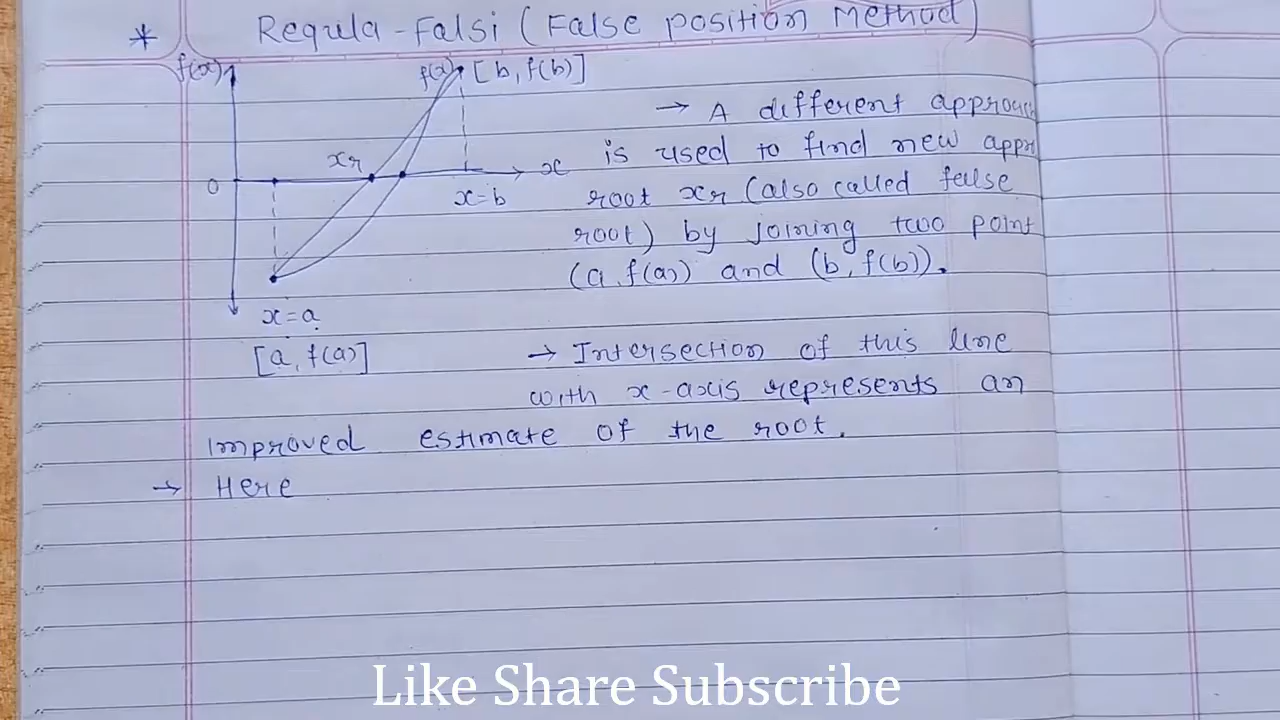 * Regula-Falsi (False position Method)
f(x)
f(x) [b, f(b)]
→ A different approac
xr
x
is used to find new appr
0
x=b
root xr (also called false
root) by joining two point
(a, f(a)) and (b, f(b)).
x=a
[a, f(a)]
→ Intersection of this line
with x-axis represents an
improved estimate of the root.
→ Here
Like Share Subscribe